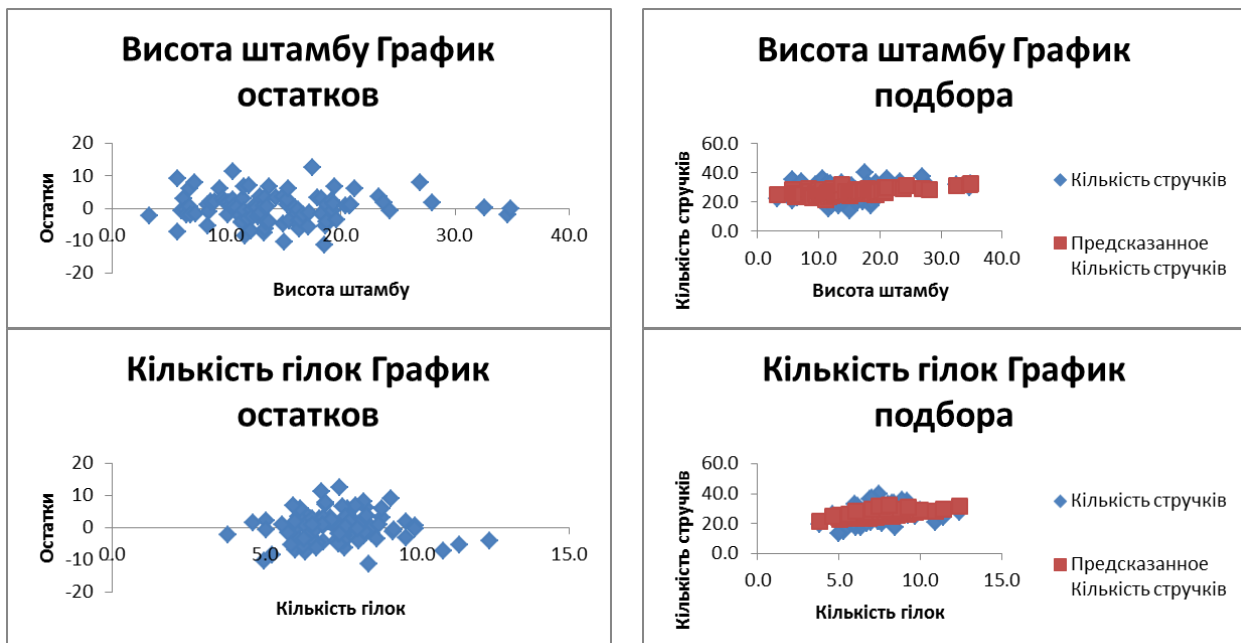 Висота штамбу График
остатков
20
10
0
-10
-20
0.0 10.0 20.0 30.0 40.0
Остатки
Висота штамбу
Висота штамбу График
подбора
60.0
40.0
20.0
0.0
0.0 10.0 20.0 30.0 40.0
Кількість стручків
Висота штамбу
Кількість стручків
Предсказанное
Кількість стручків
Кількість гілок График
остатков
20
10
0
-10
-20
0.0 5.0 10.0 15.0
Остатки
Кількість гілок
Кількість гілок График
подбора
60.0
40.0
20.0
0.0
0.0 5.0 10.0 15.0
Кількість стручків
Кількість гілок
Кількість стручків
Предсказанное
Кількість стручків